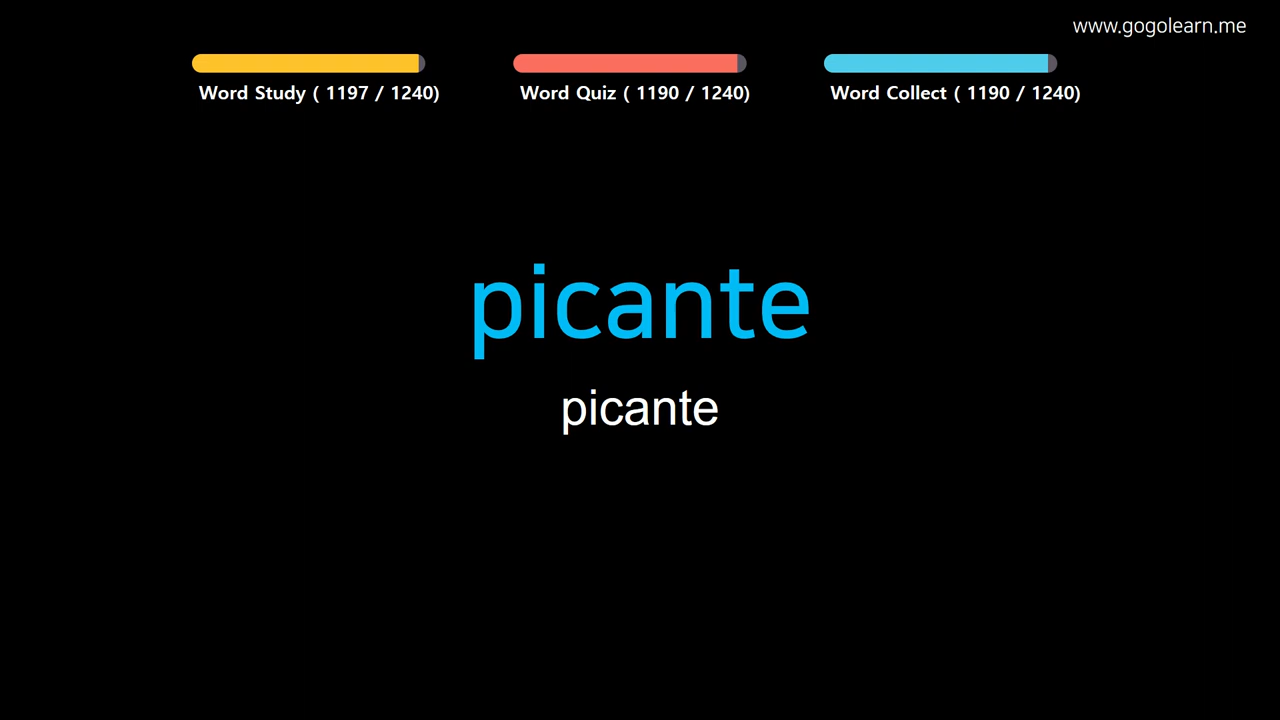 www.gogolearn.me
Word Study ( 1197 / 1240)
Word Quiz ( 1190 / 1240)
Word Collect ( 1190 / 1240)
picante
picante